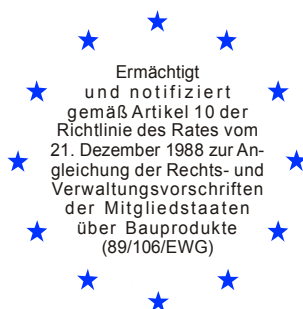 Ermächtigt
und notifiziert
gemäß Artikel 10 der
Richtlinie des Rates vom
21. Dezember 1988 zur An-
gleichung der Rechts- und
Verwaltungsvorschriften
der Mitgliedstaaten
über Bauprodukte
(89/106/EWG)